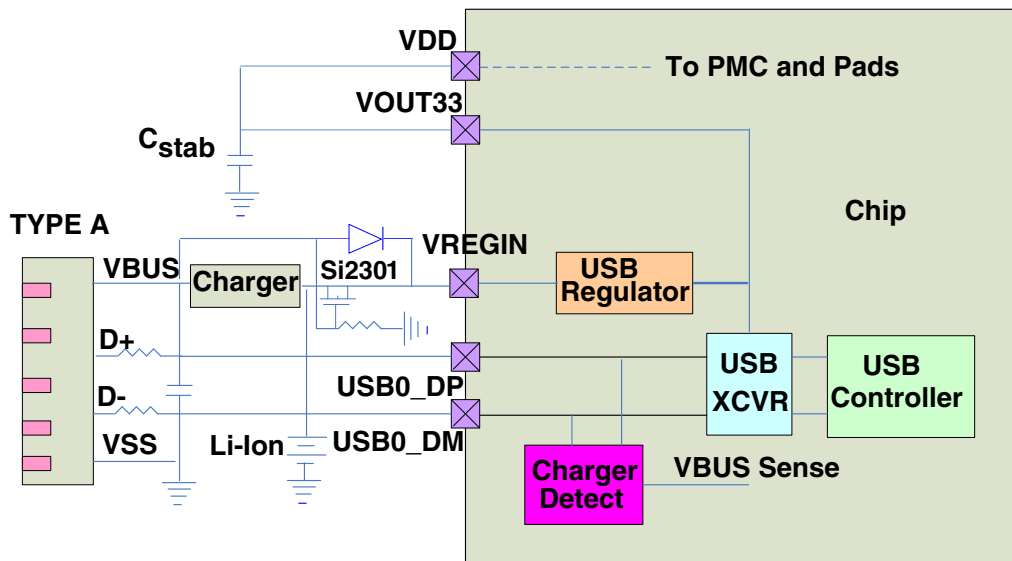 VDD
To PMC and Pads
VOUT33
Cstab
Chip
TYPE A
VREGIN
VBUS
Charger
Si2301
USB
Regulator
D+
USB0_DP
USB
XCVR
USB
Controller
D-
USB0_DM
VSS
Li-Ion
Charger
Detect
VBUS Sense